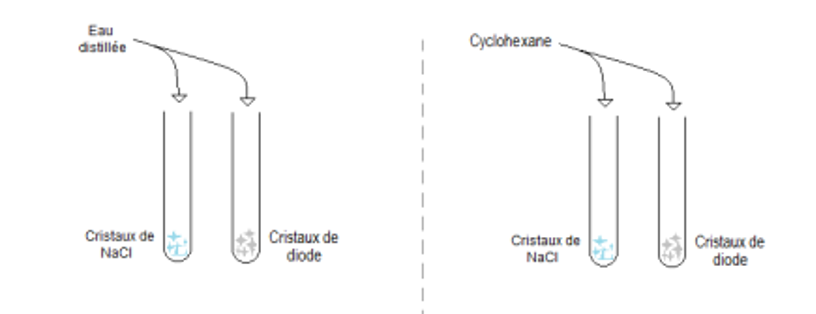 Eau
distillée
Cristaux de
NaCl
Cristaux de
diode
Cyclohexane
Cristaux de
NaCl
Cristaux de
diode